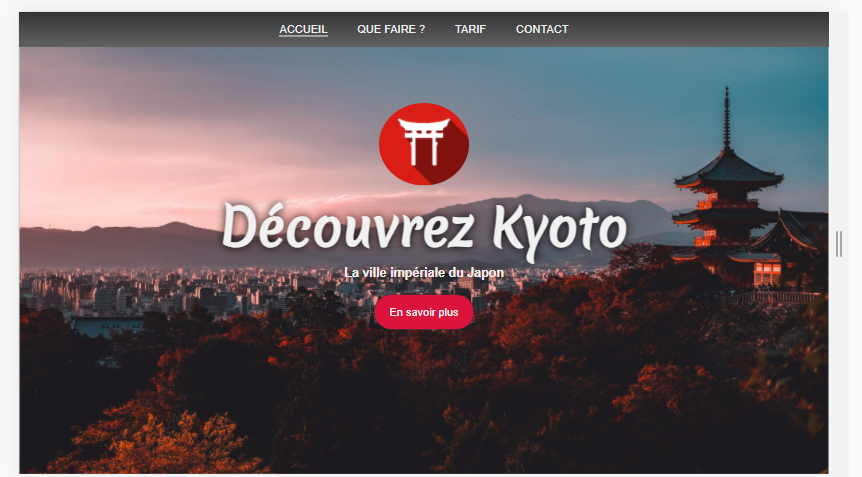 ACCUEIL QUE FAIRE ? TARIF CONTACT
Découvrez Kyoto
La ville impériale du Japon
En savoir plus